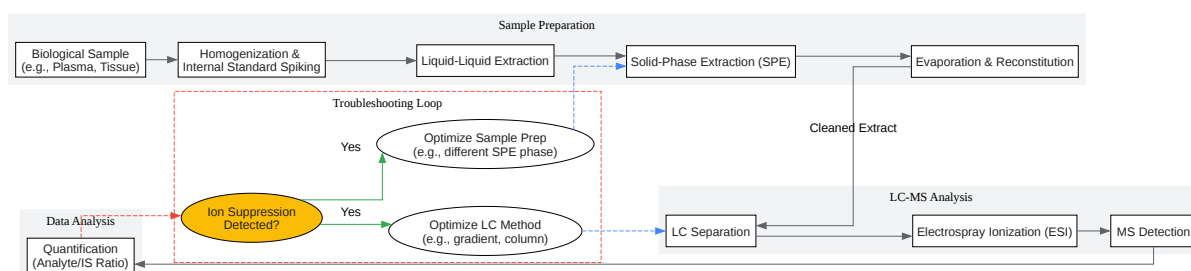 Sample Preparation
Biological Sample
(e.g., Plasma, Tissue)
Homogenization &
Internal Standard Spiking
Liquid-Liquid Extraction
Solid-Phase Extraction (SPE)
Evaporation & Reconstitution
Troubleshooting Loop
Cleaned Extract
Yes
Optimize Sample Prep
(e.g., different SPE phase)
Ion Suppression
Detected?
Yes
Optimize LC Method
(e.g., gradient, column)
LC-MS Analysis
LC Separation
Electrospray Ionization (ESI)
MS Detection
Data Analysis
Quantification
(Analyte/IS Ratio)